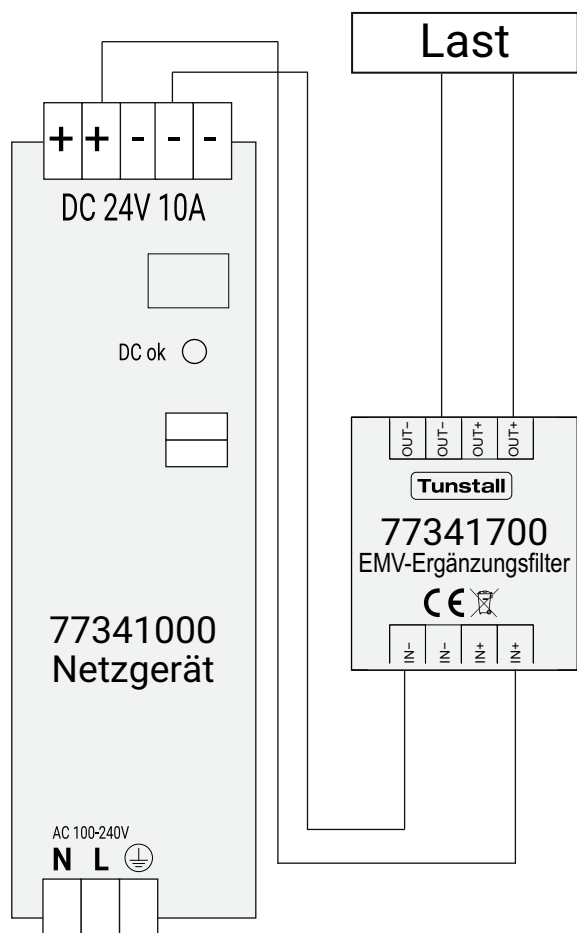 Last
+ + - - -
DC 24V 10A
DC ok
OUT- OUT- OUT+ OUT+
Tunstall
77341700
EMV-Ergänzungsfilter
CE
IN- IN- IN+ IN+
77341000
Netzgerät
AC 100-240V
N L